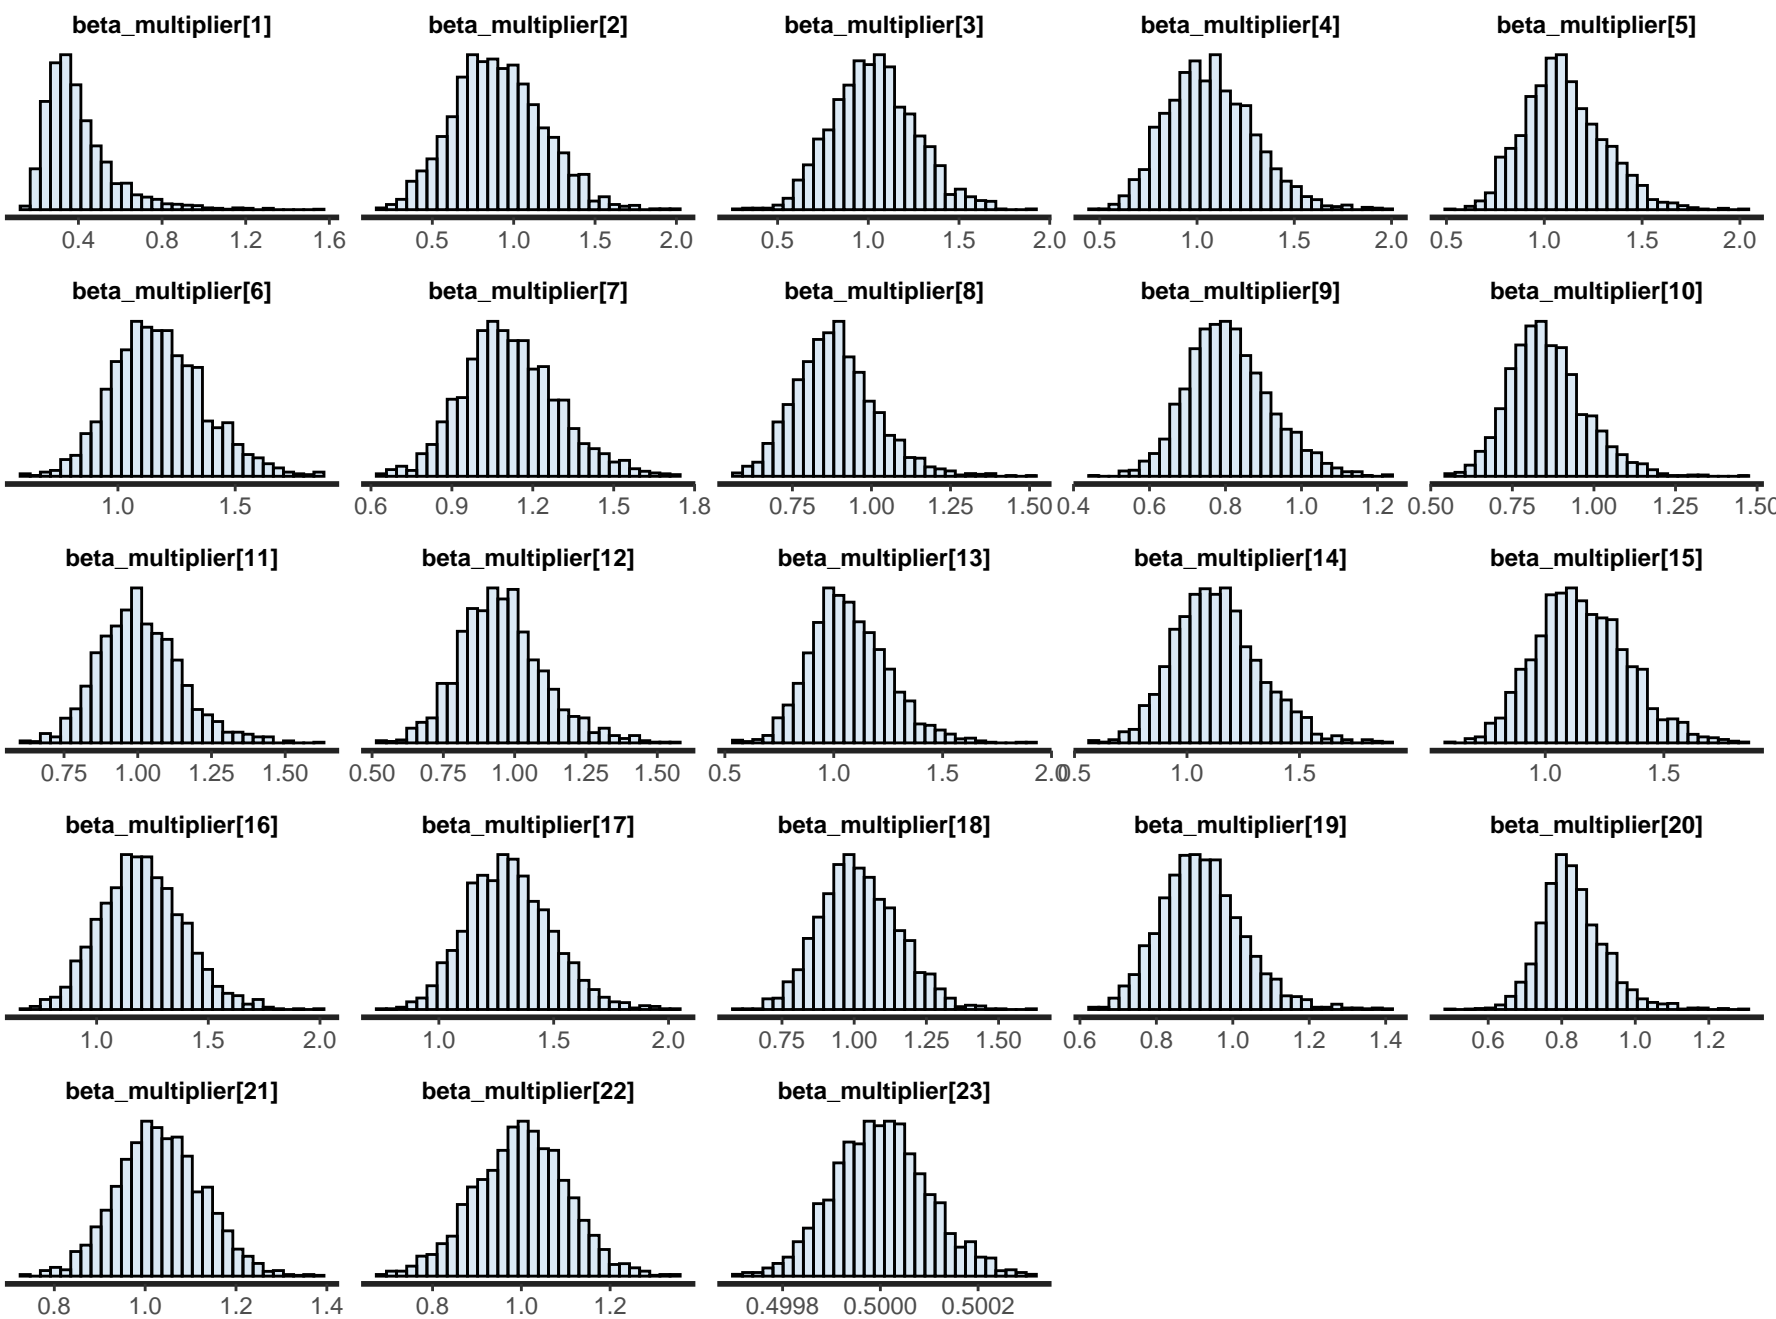 beta_multiplier[1] beta_multiplier[2] beta_multiplier[3] beta_multiplier[4] beta_multiplier[5]
0.4 0.8 1.2 1.6 0.5 1.0 1.5 2.0 0.5 1.0 1.5 2.0 0.5 1.0 1.5 2.0 0.5 1.0 1.5 2.0
beta_multiplier[6] beta_multiplier[7] beta_multiplier[8] beta_multiplier[9] beta_multiplier[10]
1.0 1.5 0.6 0.9 1.2 1.5 1.8 0.75 1.00 1.25 1.50 0.4 0.6 0.8 1.0 1.2 0.50 0.75 1.00 1.25 1.50
beta_multiplier[11] beta_multiplier[12] beta_multiplier[13] beta_multiplier[14] beta_multiplier[15]
0.75 1.00 1.25 1.50 0.50 0.75 1.00 1.25 1.50 0.5 1.0 1.5 2.0 0.5 1.0 1.5 1.0 1.5
beta_multiplier[16] beta_multiplier[17] beta_multiplier[18] beta_multiplier[19] beta_multiplier[20]
1.0 1.5 2.0 1.0 1.5 2.0 0.75 1.00 1.25 1.50 0.6 0.8 1.0 1.2 1.4 0.6 0.8 1.0 1.2
beta_multiplier[21] beta_multiplier[22] beta_multiplier[23]
0.8 1.0 1.2 1.4 0.8 1.0 1.2 0.4998 0.5000 0.5002